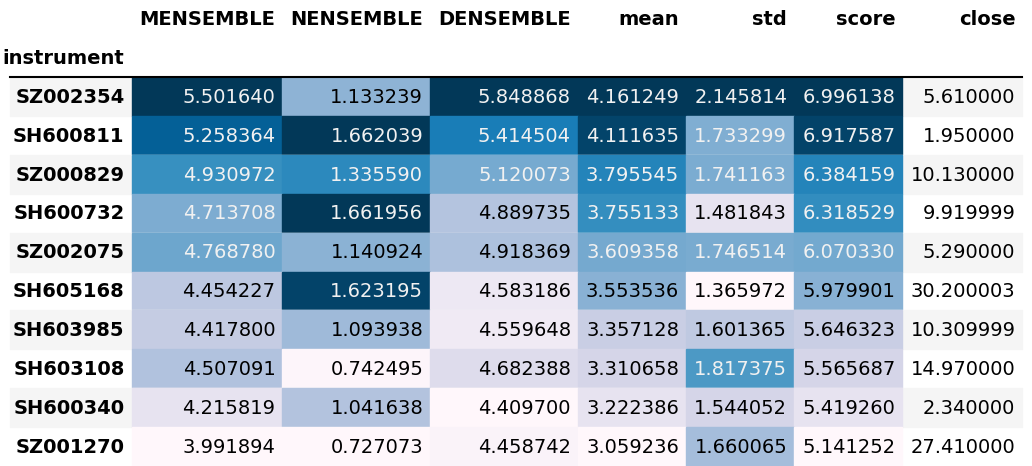 MENSEMBLE NENSEMBLE DENSEMBLE mean std score close
instrument
SZ002354 5.501640 1.133239 5.848868 4.161249 2.145814 6.996138 5.610000
SH600811 5.258364 1.662039 5.414504 4.111635 1.733299 6.917587 1.950000
SZ000829 4.930972 1.335590 5.120073 3.795545 1.741163 6.384159 10.130000
SH600732 4.713708 1.661956 4.889735 3.755133 1.481843 6.318529 9.919999
SZ002075 4.768780 1.140924 4.918369 3.609358 1.746514 6.070330 5.290000
SH605168 4.454227 1.623195 4.583186 3.553536 1.365972 5.979901 30.200003
SH603985 4.417800 1.093938 4.559648 3.357128 1.601365 5.646323 10.309999
SH603108 4.507091 0.742495 4.682388 3.310658 1.817375 5.565687 14.970000
SH600340 4.215819 1.041638 4.409700 3.222386 1.544052 5.419260 2.340000
SZ001270 3.991894 0.727073 4.458742 3.059236 1.660065 5.141252 27.410000